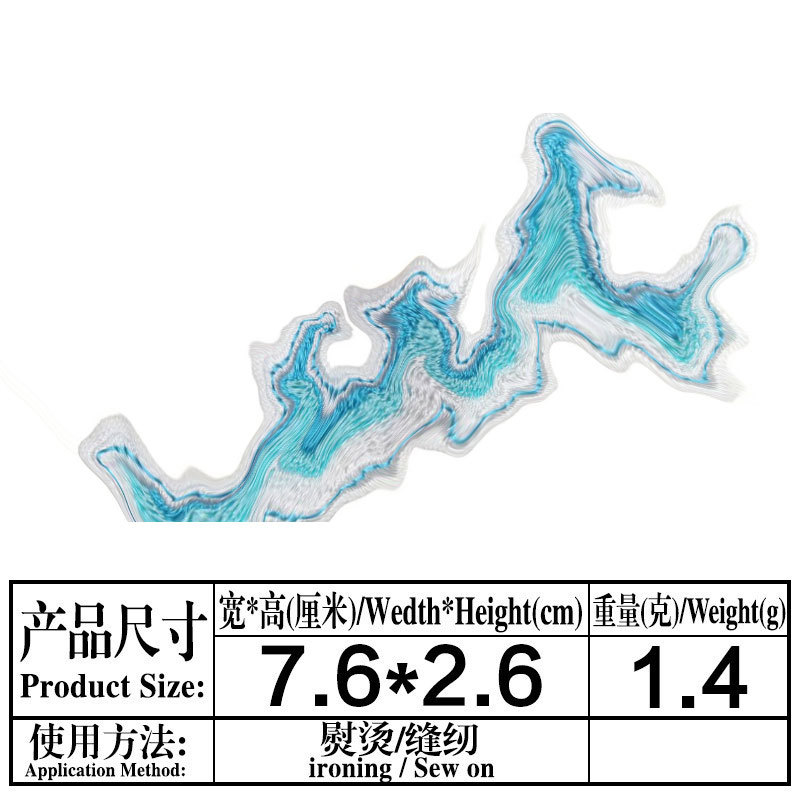 产品尺寸
Product Size:
宽*高(厘米)/Wedth*Height(cm)
重量(克)/Weight(g)
7.6*2.6
1.4
使用方法:
Application Method:
熨烫/缝纫
ironing / Sew on